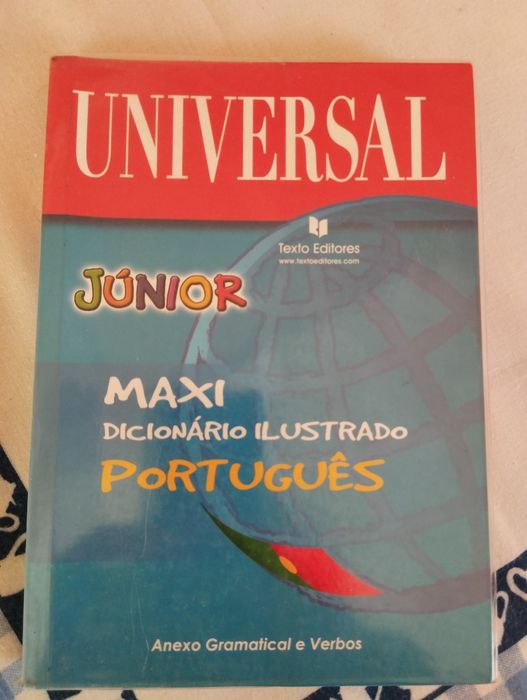 UNIVERSAL
Texto Editores
www.textoeditores.com
JÚNIOR
MAXI
DICIONÁRIO ILUSTRADO
PORTUGUÊS
Anexo Gramatical e Verbos